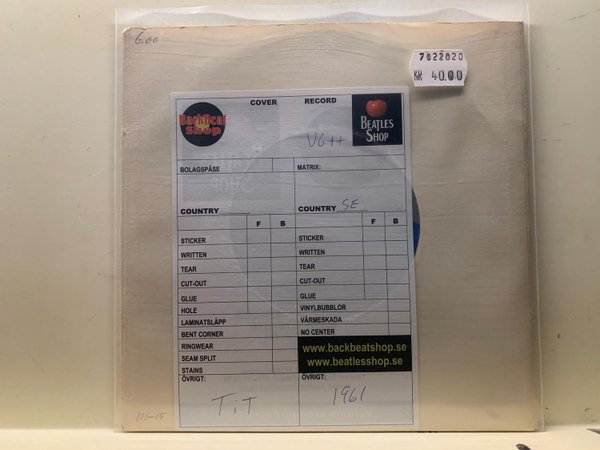 6.00
7022020
KR 40.00
COVER RECORD
BackBeat
Shop
VG++
BEATLES
SHOP
BOLAGSPÅSE MATRIX:
COUNTRY COUNTRY SE
F B F B
STICKER STICKER
WRITTEN WRITTEN
TEAR TEAR
CUT-OUT CUT-OUT
GLUE GLUE
HOLE VINYLBUBBLOR
LAMINATSLÄPP VÄRMESKADA
BENT CORNER NO CENTER
RINGWEAR
SEAM SPLIT
STAINS
www.backbeatshop.se
www.beatlesshop.se
ÖVRIGT: ÖVRIGT:
TiT 1961